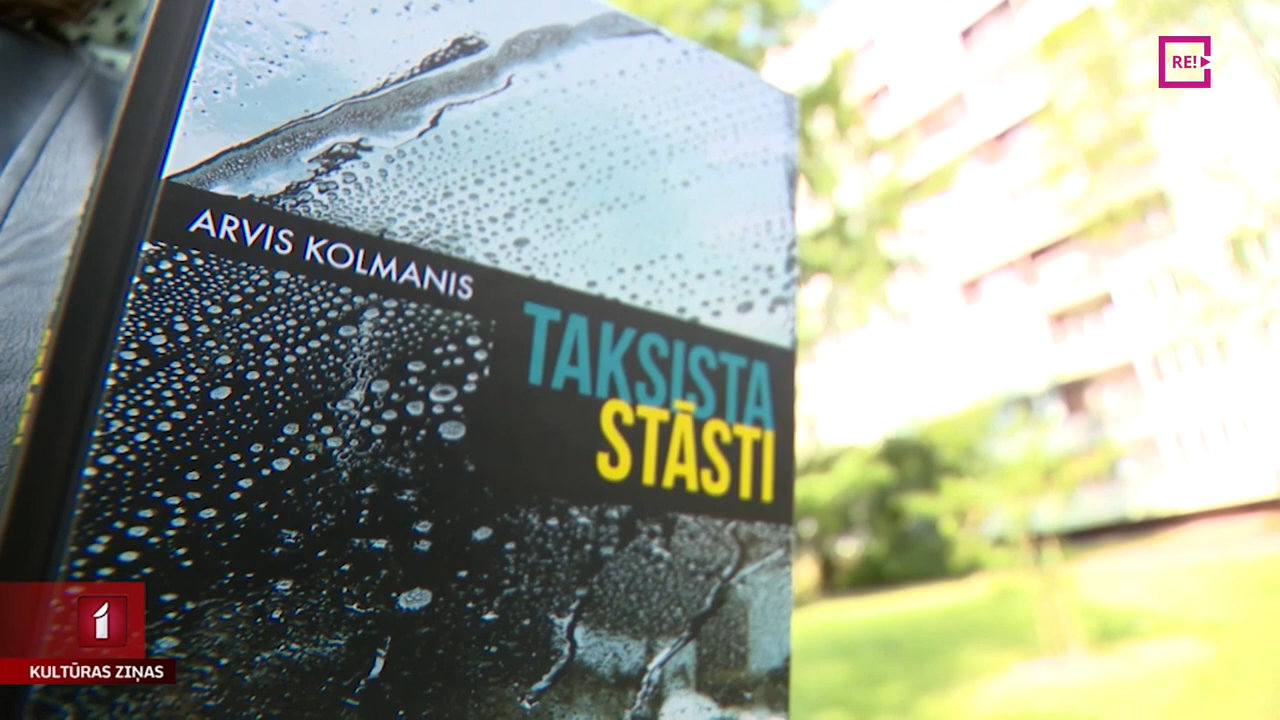 RE!
ARVIS KOLMANIS
TAKSISTA
STĀSTI
1
KULTŪRAS ZIŅAS